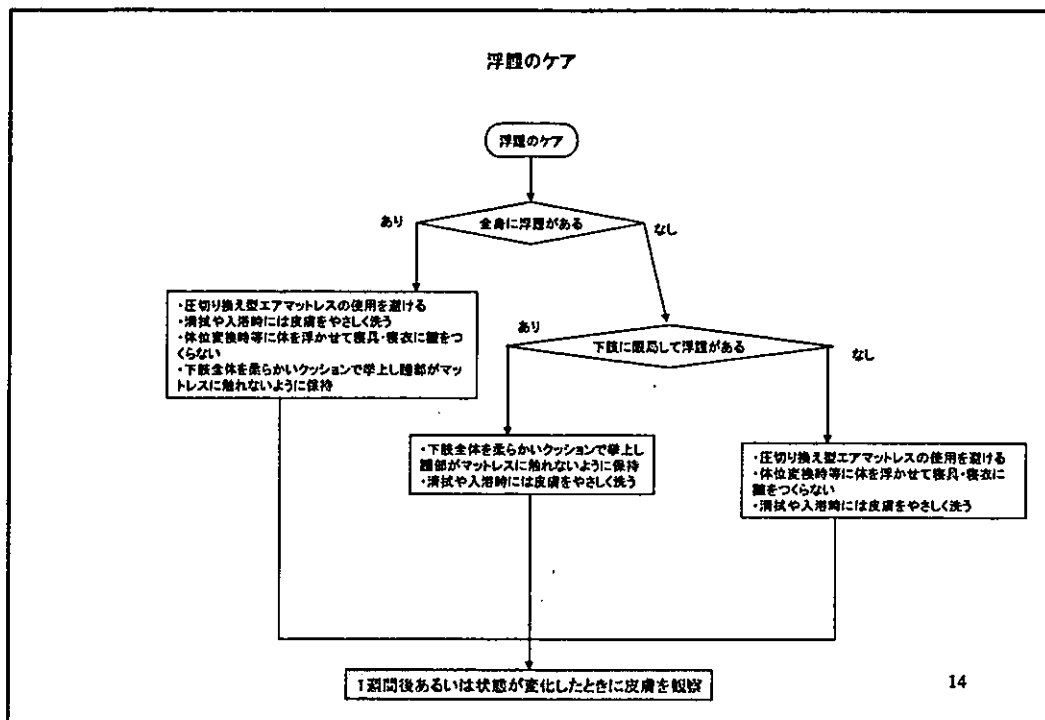 浮腫のケア
浮腫のケア
全身に浮腫がある
あり
なし
・圧切り換え型エアマットレスの使用を避ける
・清拭や入浴時には皮膚をやさしく洗う
・体位変換時等に体を浮かせて寝具・寝衣に皺をつ
くらない
・下肢全体を柔らかいクッションで挙上し踵部がマッ
トレスに触れないように保持
あり
下肢に限局して浮腫がある
なし
・下肢全体を柔らかいクッションで挙上し
踵部がマットレスに触れないように保持
・清拭や入浴時には皮膚をやさしく洗う
・圧切り換え型エアマットレスの使用を避ける
・体位変換時等に体を浮かせて寝具・寝衣に
皺をつくらない
・清拭や入浴時には皮膚をやさしく洗う
1週間後あるいは状態が変化したときに皮膚を観察
14